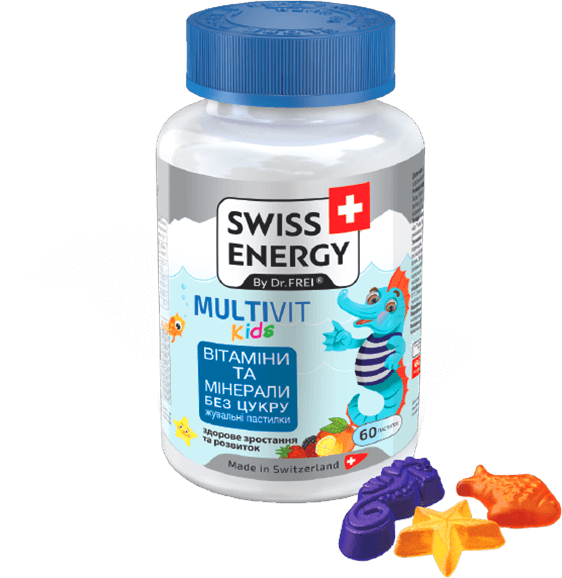 SWISS
ENERGY
By Dr. FREI®
MULTIVIT
Kids
ВІТАМІНИ
ТА
МІНЕРАЛИ
БЕЗ ЦУКРУ
жувальні пастилки
здорове зростання
та розвиток
60 пастилок
Made in Switzerland